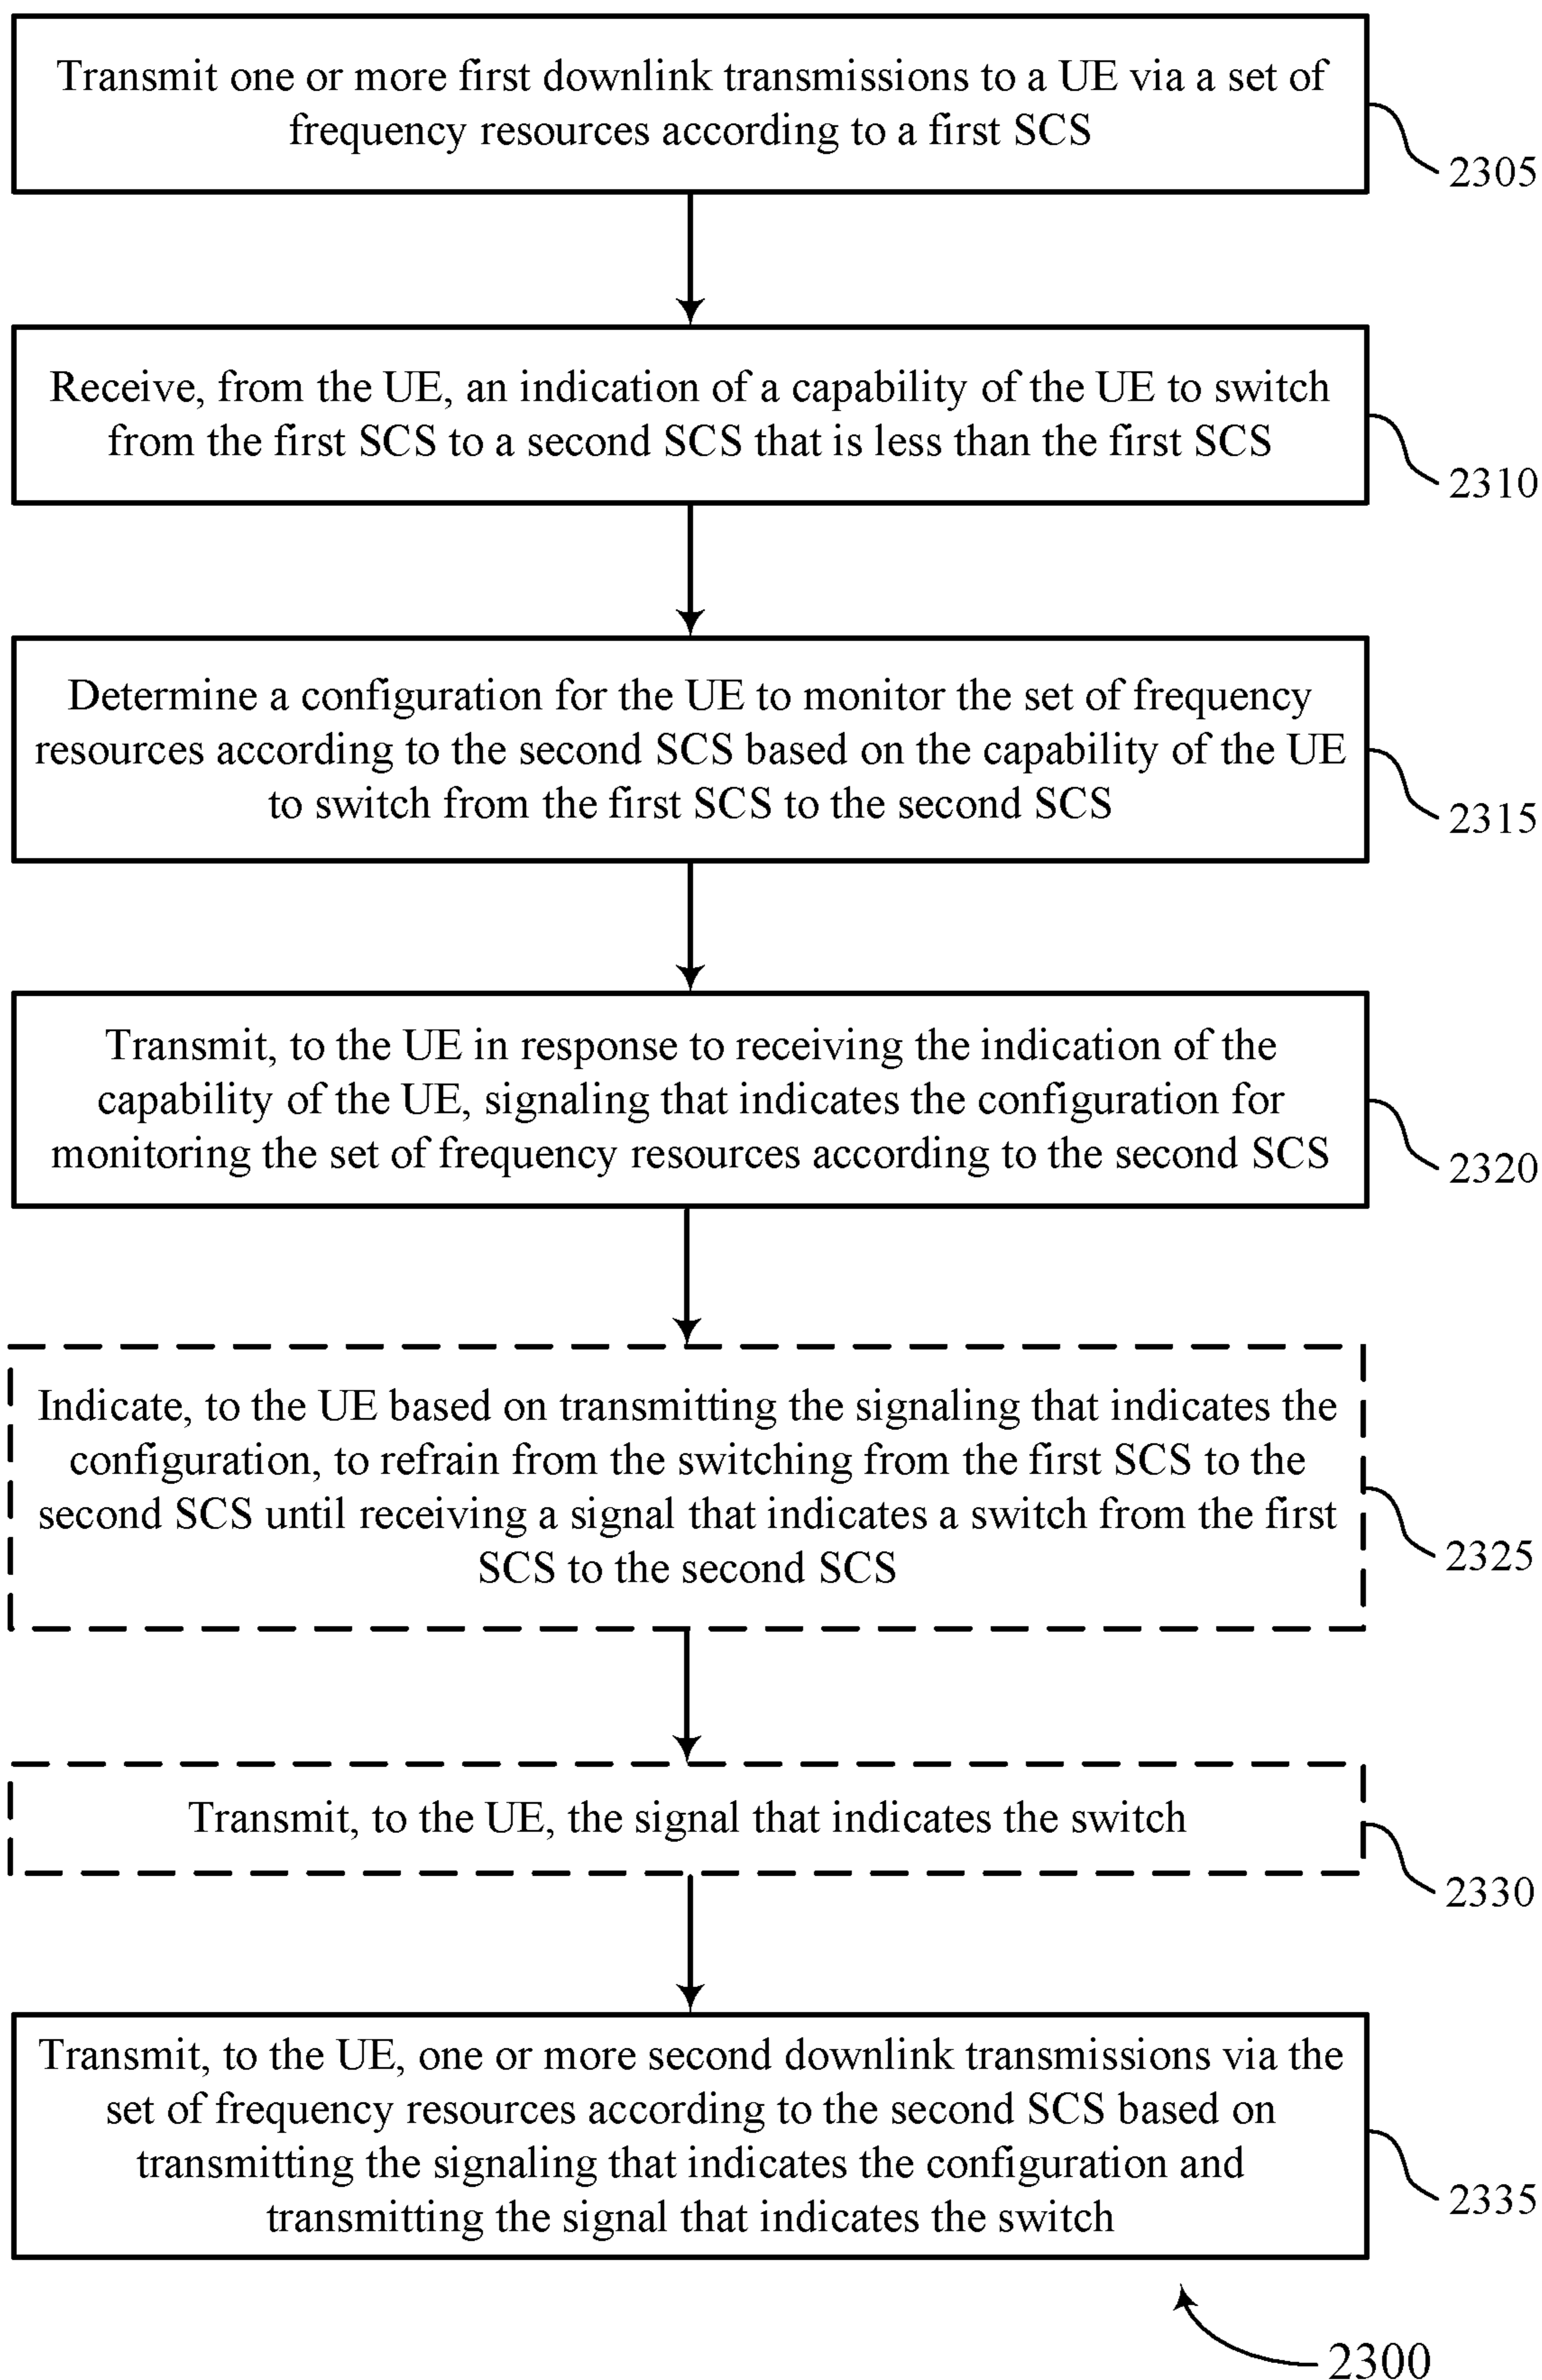 Transmit one or more first downlink transmissions to a UE via a set of
frequency resources according to a first SCS
2305
Receive, from the UE, an indication of a capability of the UE to switch
from the first SCS to a second SCS that is less than the first SCS
2310
Determine a configuration for the UE to monitor the set of frequency
resources according to the second SCS based on the capability of the UE
to switch from the first SCS to the second SCS
2315
Transmit, to the UE in response to receiving the indication of the
capability of the UE, signaling that indicates the configuration for
monitoring the set of frequency resources according to the second SCS
2320
Indicate, to the UE based on transmitting the signaling that indicates the
configuration, to refrain from the switching from the first SCS to the
second SCS until receiving a signal that indicates a switch from the first
SCS to the second SCS
2325
Transmit, to the UE, the signal that indicates the switch
2330
Transmit, to the UE, one or more second downlink transmissions via the
set of frequency resources according to the second SCS based on
transmitting the signaling that indicates the configuration and
transmitting the signal that indicates the switch
2335
2300